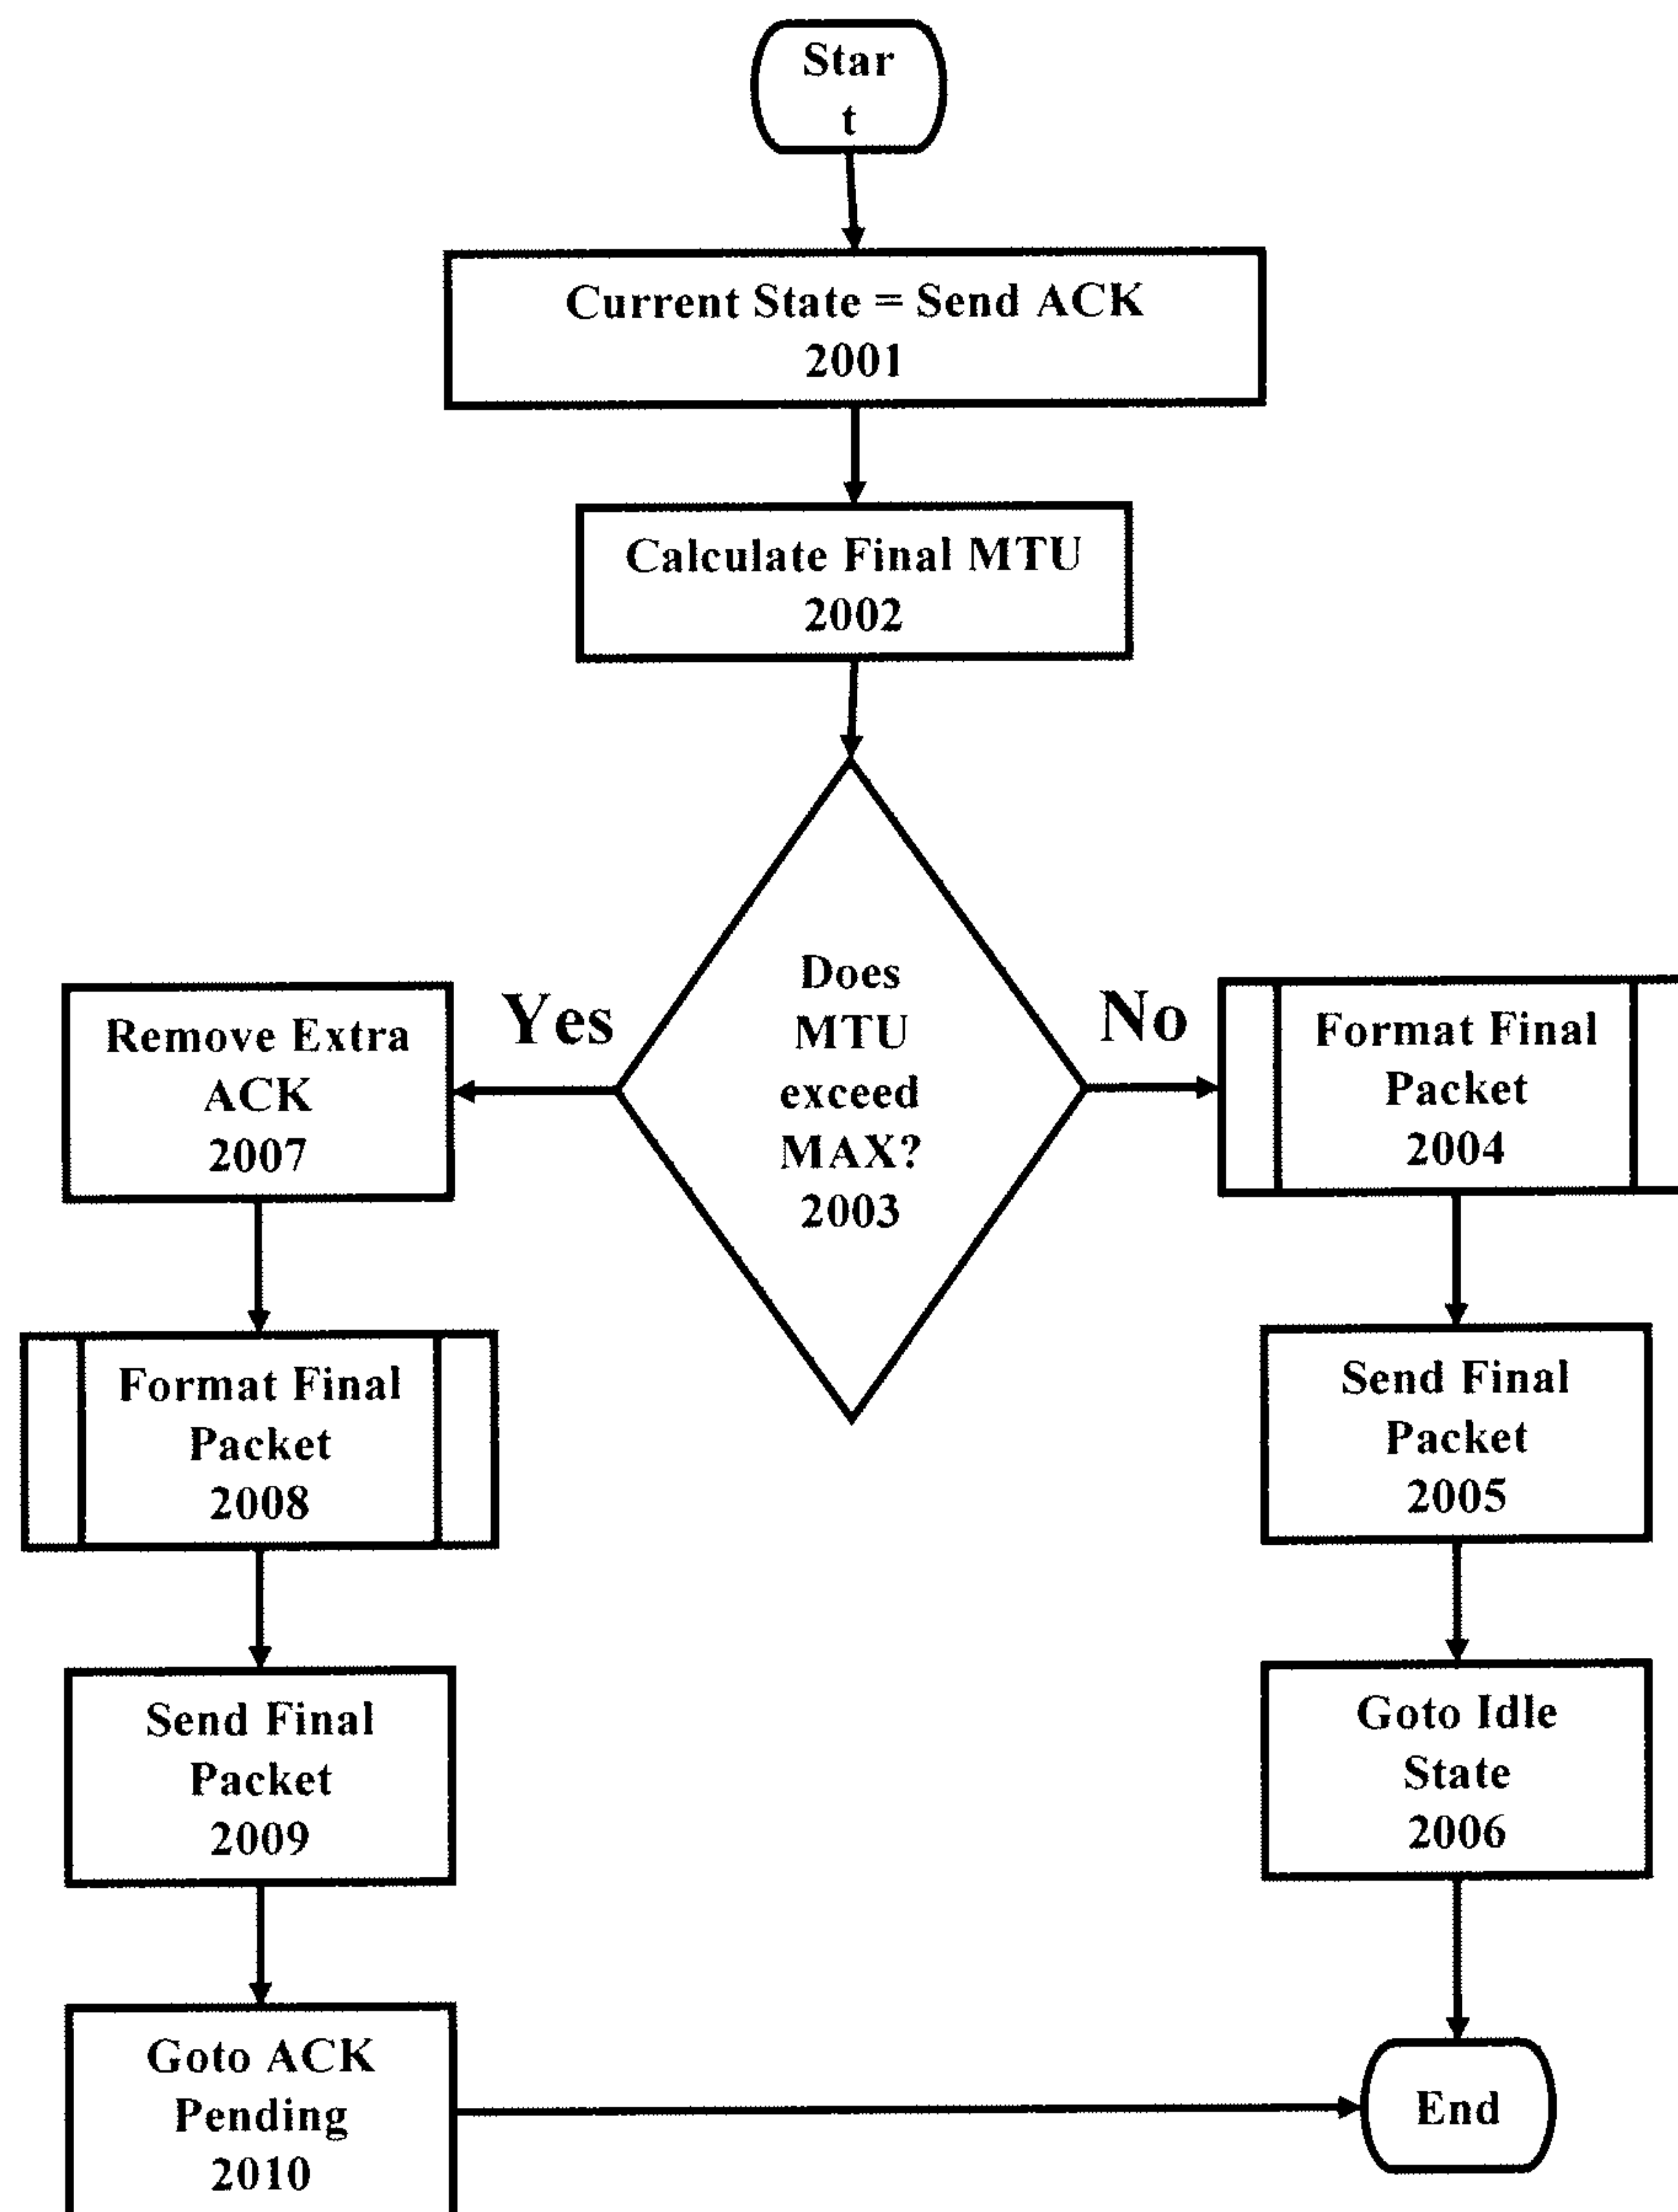 Star
t
Current State = Send ACK
2001
Calculate Final MTU
2002
Does
MTU
exceed
MAX?
2003
Yes
No
Remove Extra
ACK
2007
Format Final
Packet
2004
Format Final
Packet
2008
Send Final
Packet
2005
Send Final
Packet
2009
Goto Idle
State
2006
Goto ACK
Pending
2010
End